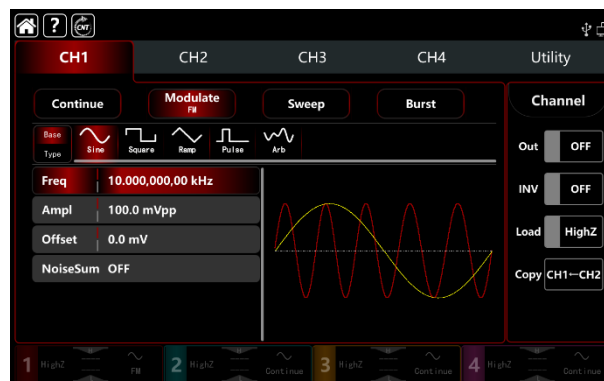 ? CNT
CH1 CH2 CH3 CH4 Utility
Continue Modulate Sweep Burst Channel
FM
Base
Type Sine Square Ramp Pulse Arb
Out OFF
Freq 10.000,000,00 kHz
INV OFF
Ampl 100.0 mVpp
Offset 0.0 mV
Load HighZ
NoiseSum OFF
Copy CH1←CH2
1 HighZ FM 2 HighZ Continue 3 HighZ Continue 4 HighZ Continue